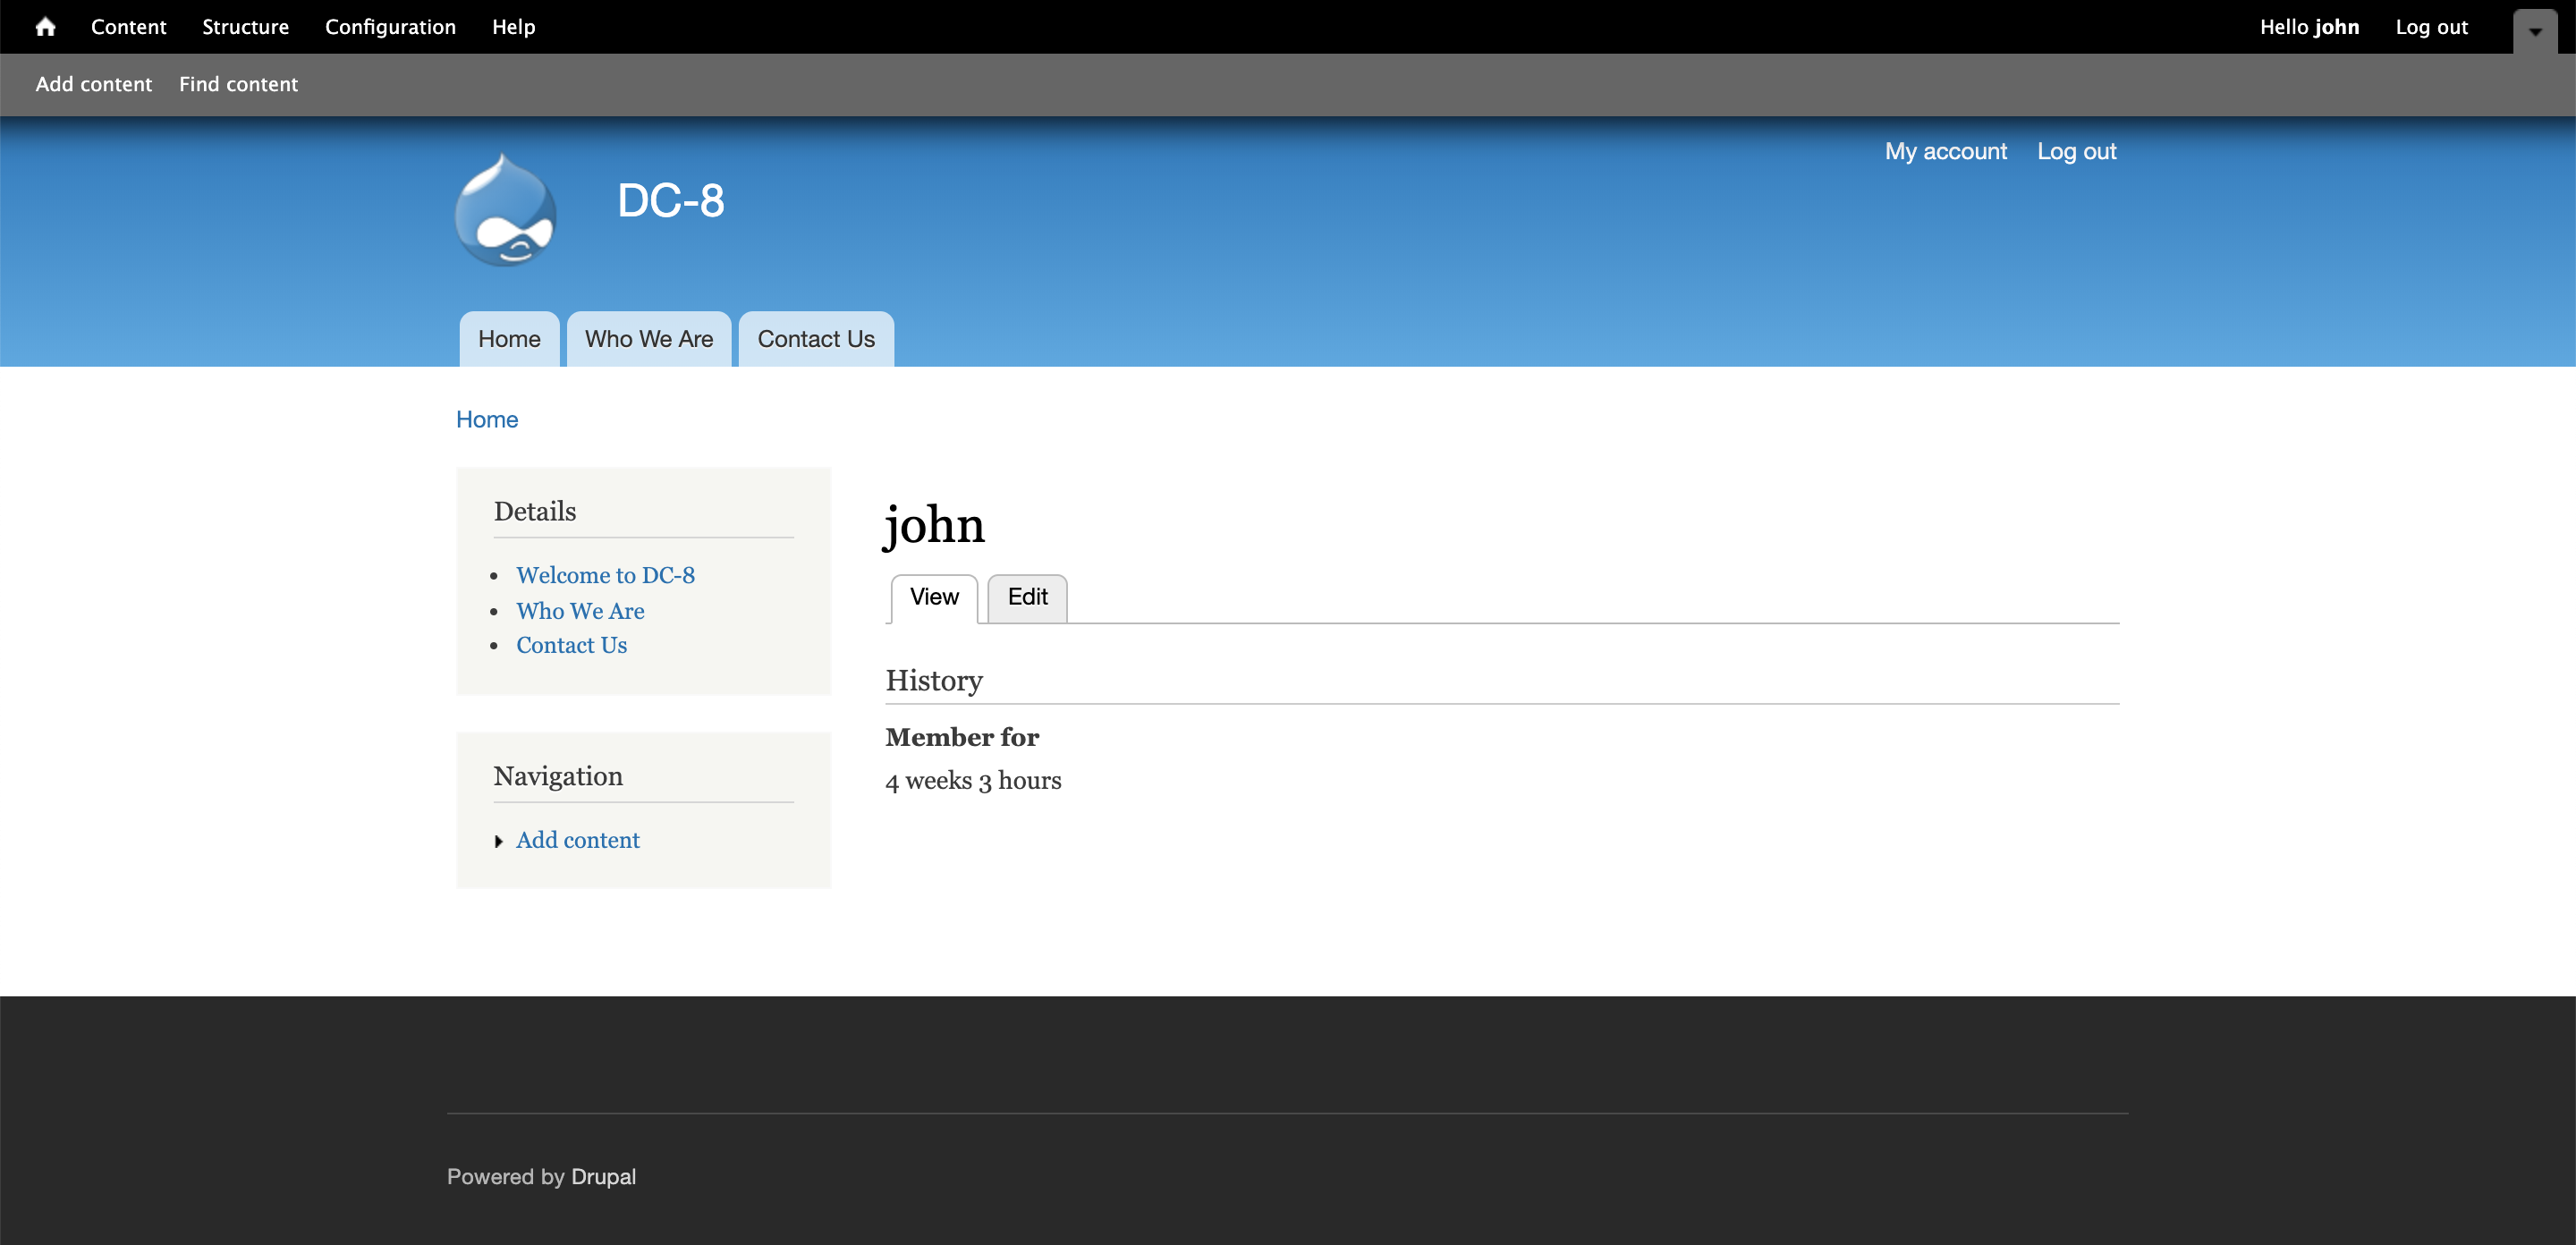 Content Structure Configuration Help Hello john Log out
Add content Find content
My account Log out
DC-8
Home Who We Are Contact Us
Home
Details
Welcome to DC-8
Who We Are
Contact Us
Navigation
Add content
john
View Edit
History
Member for
4 weeks 3 hours
Powered by Drupal